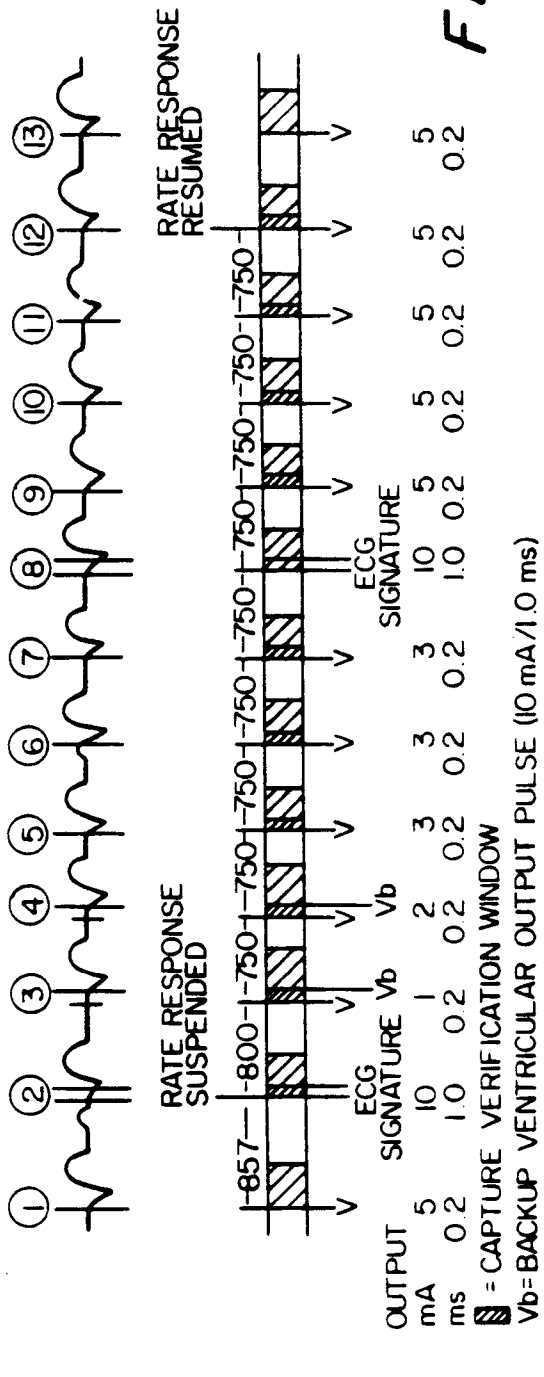 ① ② ③ ④ ⑤ ⑥ ⑦ ⑧ ⑨ ⑩ ⑪ ⑫ ⑬
RATE RESPONSE
SUSPENDED
RATE RESPONSE
RESUMED
857 800 750 750 750 750 750 750 750 750 750 750
V V V V V V V V V V V
Vb Vb
ECG
SIGNATURE
ECG
SIGNATURE
OUTPUT
mA 5 10 1 2 3 3 3 10 5 5 5 5 5
ms 0.2 1.0 0.2 0.2 0.2 0.2 0.2 1.0 0.2 0.2 0.2 0.2 0.2
= CAPTURE VERIFICATION WINDOW
Vb= BACKUP VENTRICULAR OUTPUT PULSE (10 mA/1.0 ms)